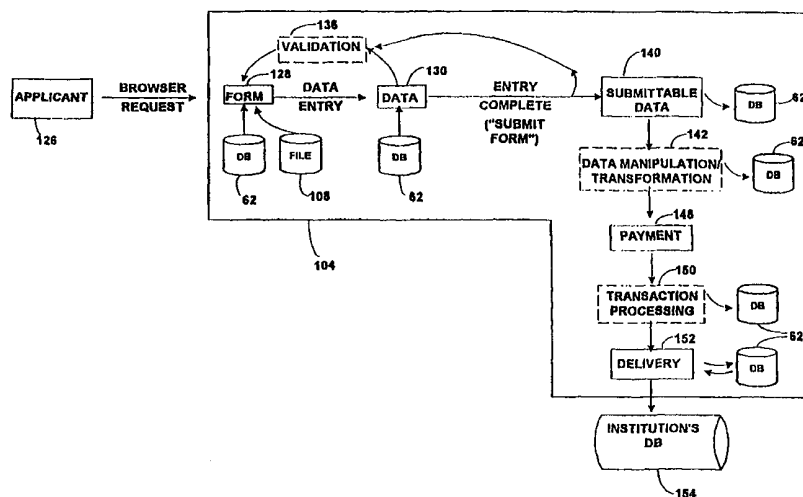 136
VALIDATION
128
130
140
APPLICANT
BROWSER
REQUEST
FORM
DATA
ENTRY
DATA
ENTRY
COMPLETE
("SUBMIT
FORM")
SUBMITTABLE
DATA
DB
62
126
DB
FILE
DB
62
108
62
142
62
DATA MANIPULATION/
TRANSFORMATION
DB
148
PAYMENT
104
150
TRANSACTION
PROCESSING
DB
62
152
DELIVERY
DB
INSTITUTION'S
DB
154